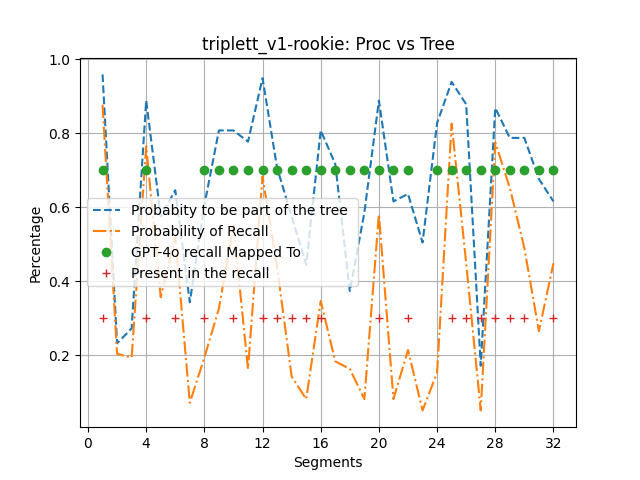 triplett_v1-rookie: Proc vs Tree
1.0
0.8
0.6
0.4
0.2
Percentage
Probabity to be part of the tree
Probability of Recall
GPT-4o recall Mapped To
Present in the recall
0 4 8 12 16 20 24 28 32
Segments